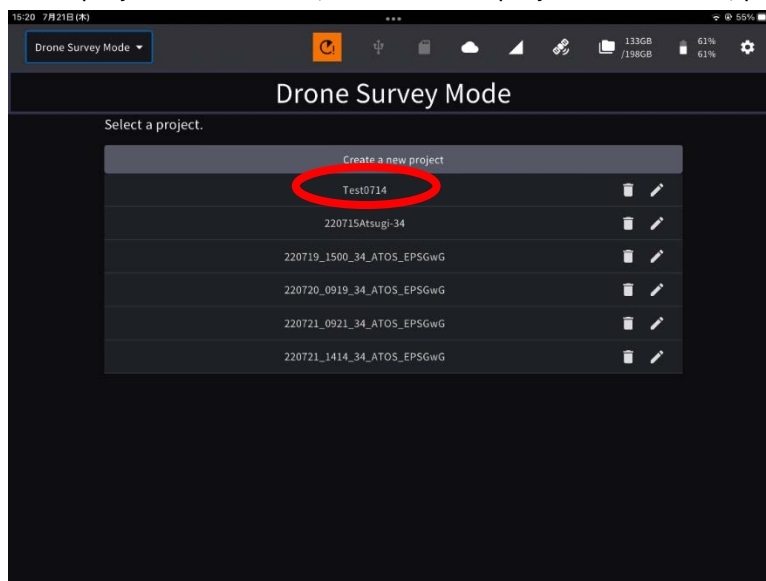 15:20 7月21日(木)
55%
Drone Survey Mode
133GB
/198GB
61%
61%
Drone Survey Mode
Select a project.
Create a new project
Test0714
220715Atsugi-34
220719_1500_34_ATOS_EPSGwG
220720_0919_34_ATOS_EPSGwG
220721_0921_34_ATOS_EPSGwG
220721_1414_34_ATOS_EPSGwG